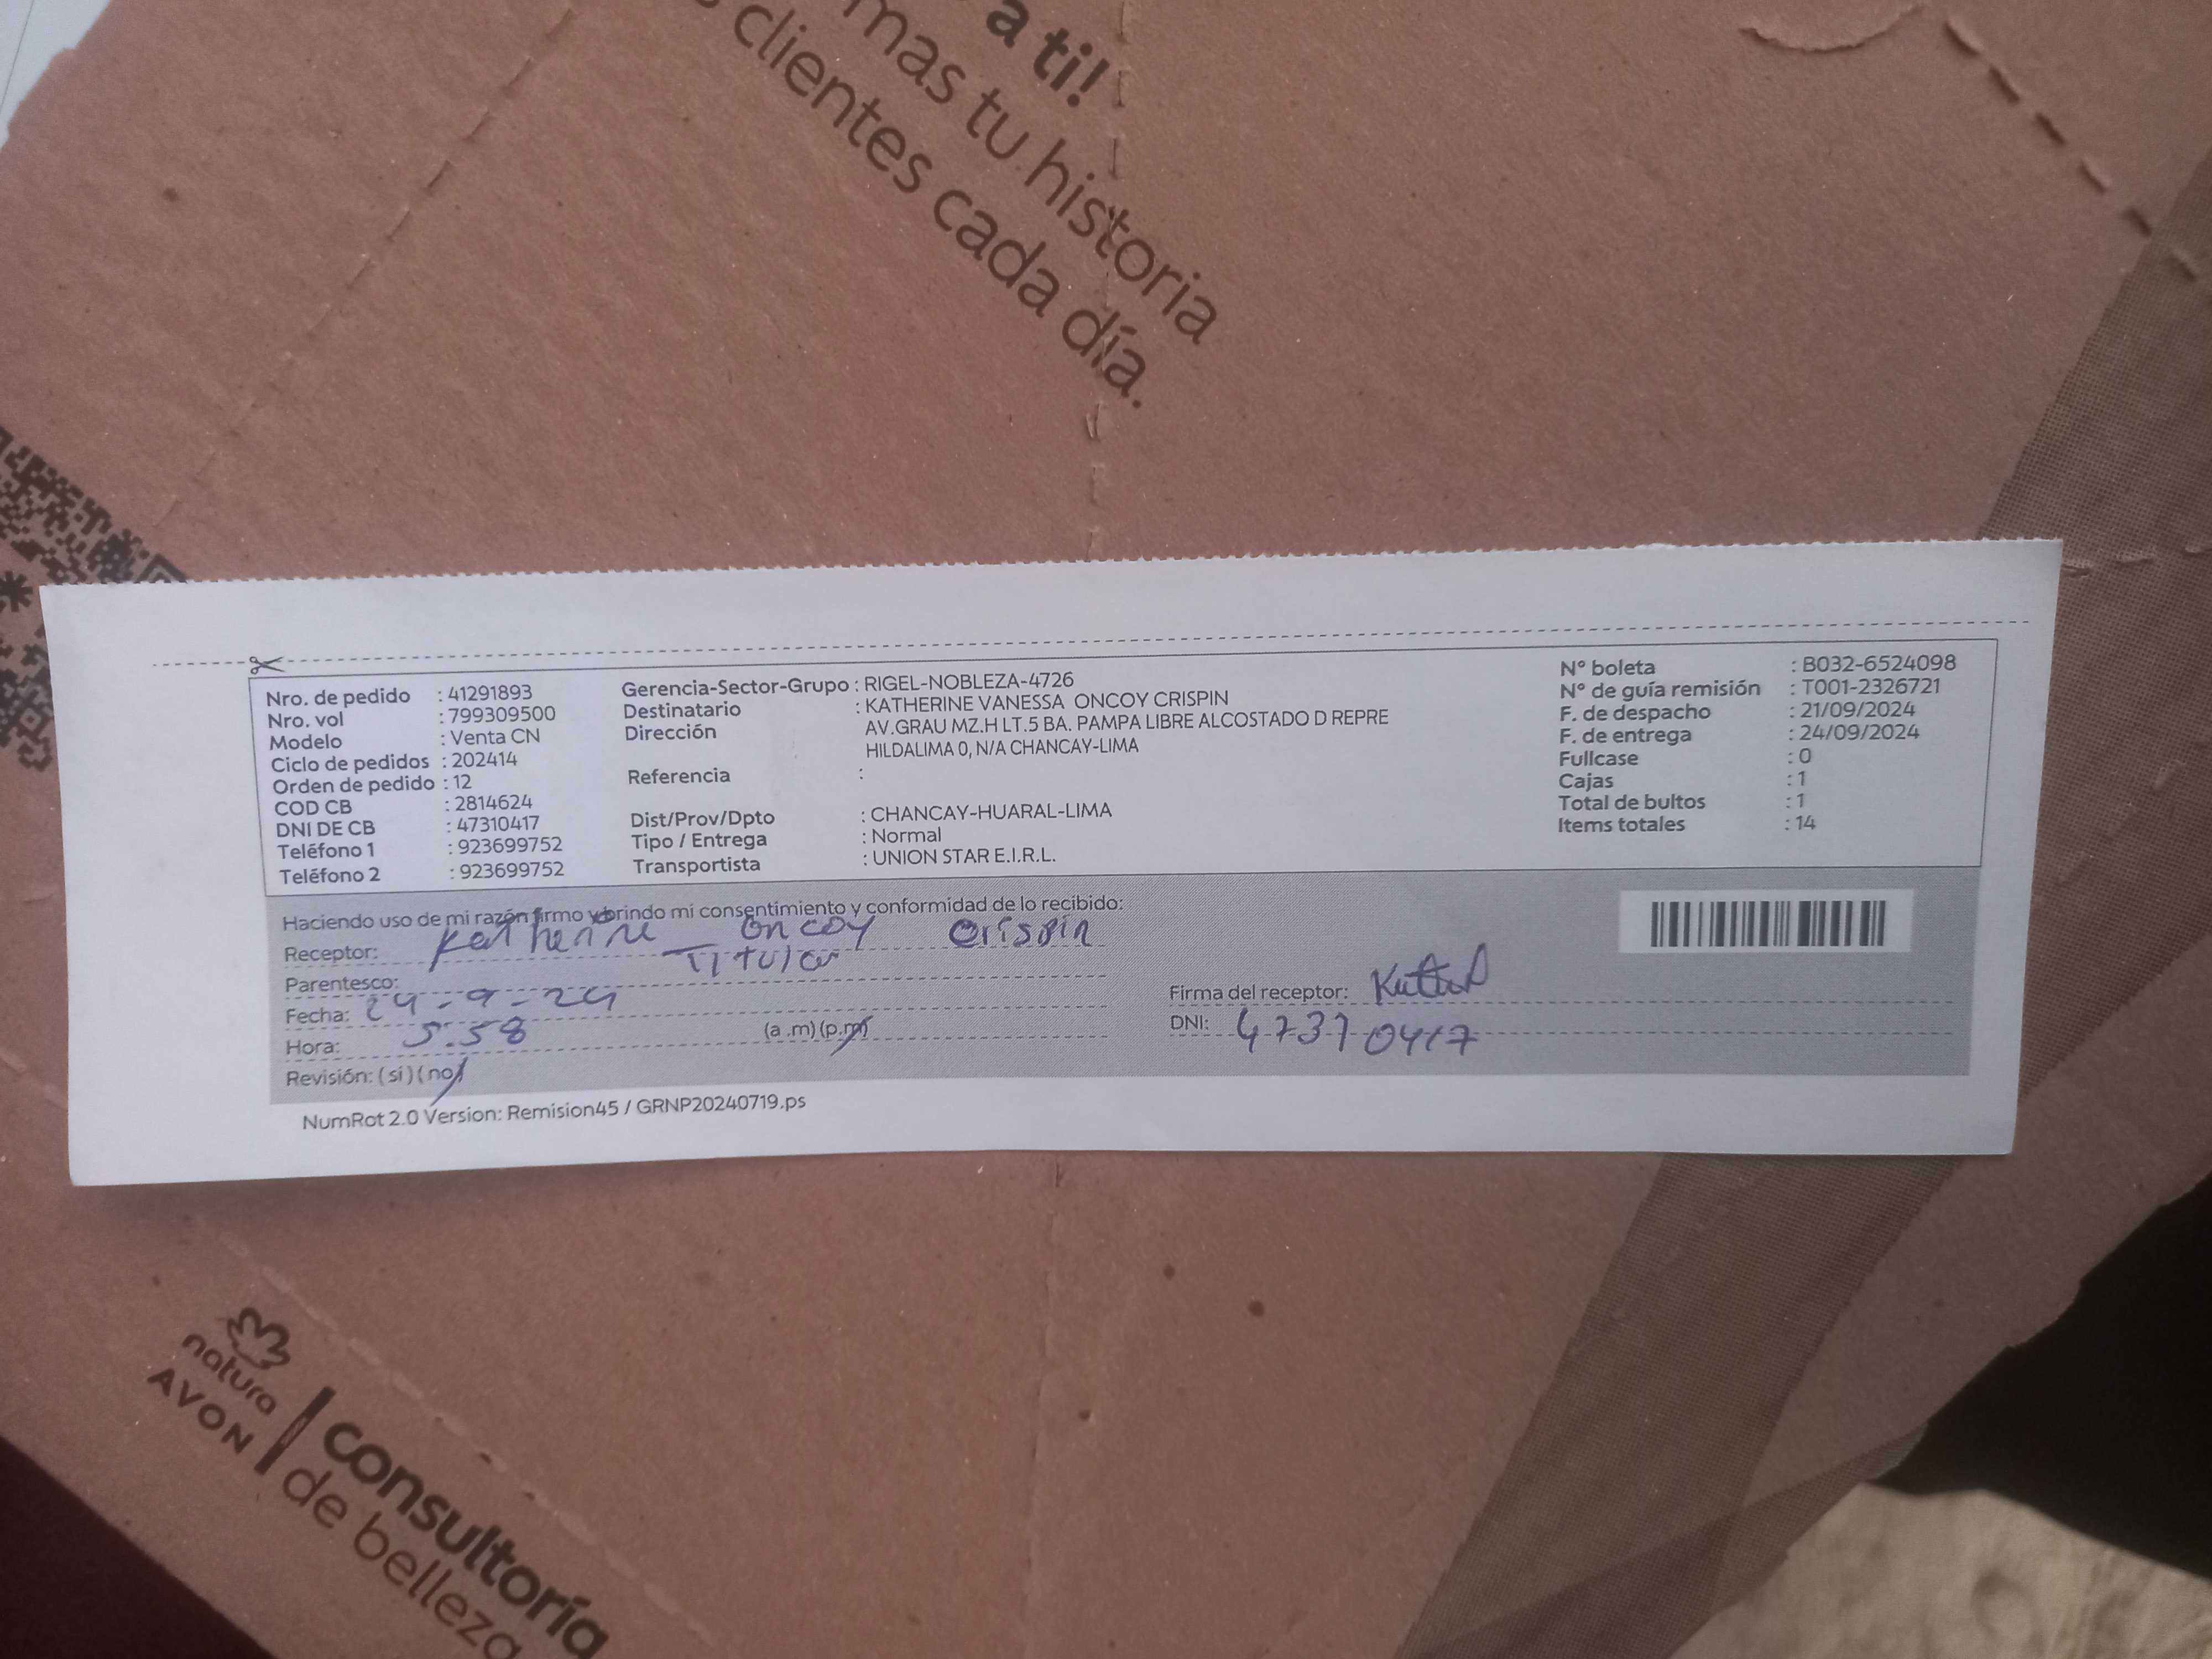 a ti!
mas tu historia
clientes cada día.
Nro. de pedido : 41291893
Nro. vol : 799309500
Modelo : Venta CN
Ciclo de pedidos : 202414
Orden de pedido : 12
COD CB : 2814624
DNI DE CB : 47310417
Teléfono 1 : 923699752
Teléfono 2 : 923699752
Gerencia-Sector-Grupo : RIGEL-NOBLEZA-4726
Destinatario : KATHERINE VANESSA ONCOY CRISPIN
Dirección AV.GRAU MZ.H LT.5 BA. PAMPA LIBRE ALCOSTADO D REPRE
HILDALIMA 0, N/A CHANCAY-LIMA
Referencia :
Dist/Prov/Dpto : CHANCAY-HUARAL-LIMA
Tipo / Entrega : Normal
Transportista : UNION STAR E.I.R.L.
N° boleta : B032-6524098
N° de guía remisión : T001-2326721
F. de despacho : 21/09/2024
F. de entrega : 24/09/2024
Fullcase : 0
Cajas : 1
Total de bultos : 1
Items totales : 14
Haciendo uso de mi razón firmo y brindo mi consentimiento y conformidad de lo recibido:
Receptor: Katherine Oncoy Crispin
Parentesco: Titular
Fecha: 24-9-24
Hora: 5:58 (a .m) (p.m)
Revisión: (si) (no)
Firma del receptor:
DNI: 47310417
NumRot 2.0 Version: Remision45 / GRNP20240719.ps
natura
AVON
consultoría
de belleza